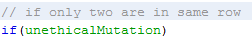 // if only two are in same row
if(unethicalMutation)